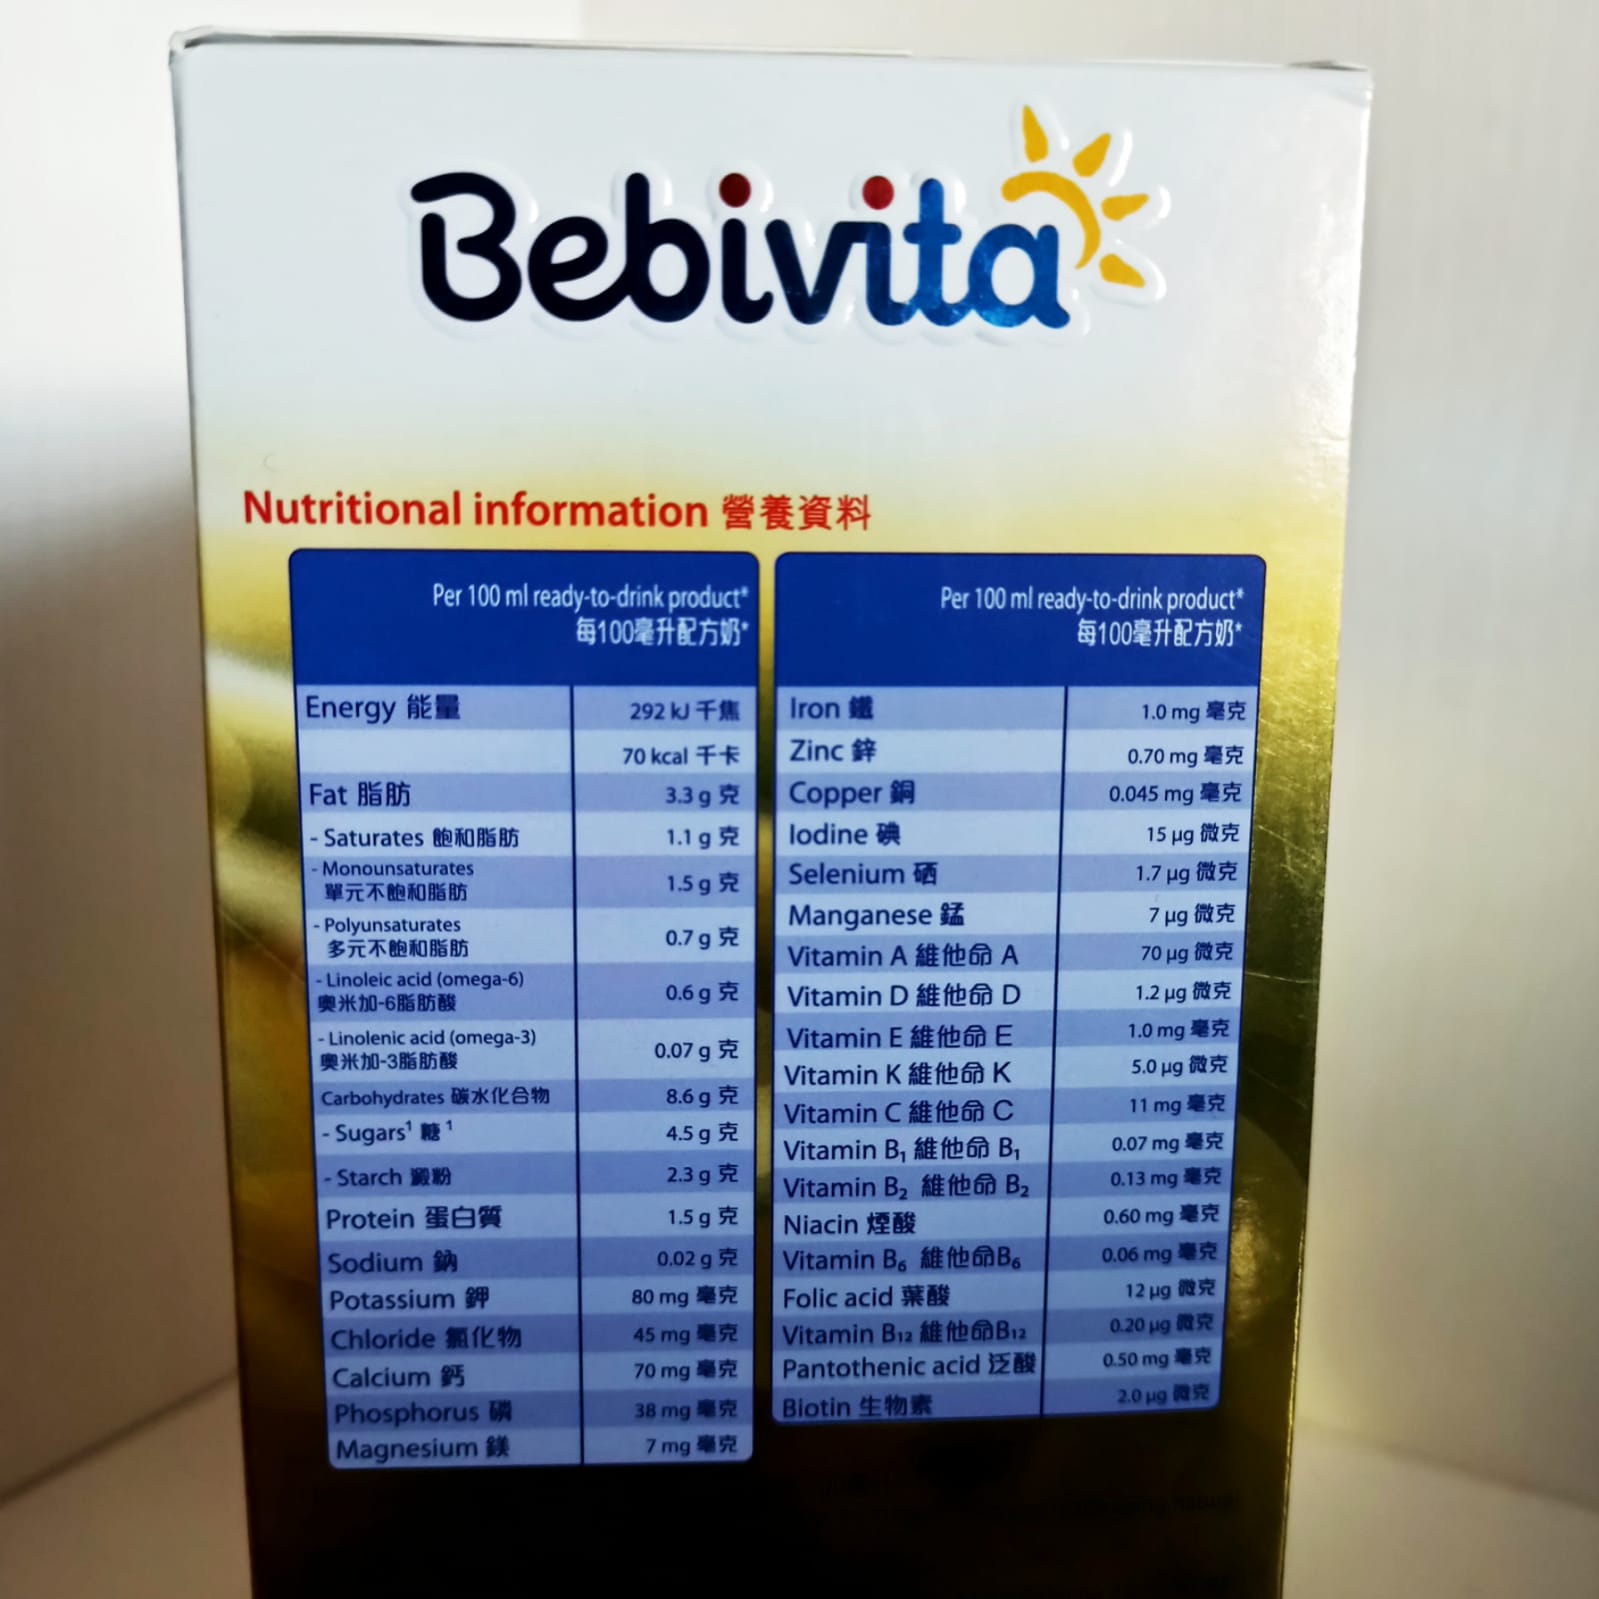 Bebivita
Nutritional information 營養資料
Per 100 ml ready-to-drink product*
每100毫升配方奶*
Energy 能量 292 kJ 千焦
70 kcal 千卡
Fat 脂肪 3.3 g 克
- Saturates 飽和脂肪 1.1 g 克
- Monounsaturates
單元不飽和脂肪 1.5 g 克
- Polyunsaturates
多元不飽和脂肪 0.7 g 克
- Linoleic acid (omega-6)
奧米加-6脂肪酸 0.6 g 克
- Linolenic acid (omega-3)
奧米加-3脂肪酸 0.07 g 克
Carbohydrates 碳水化合物 8.6 g 克
- Sugars¹ 糖¹ 4.5 g 克
- Starch 澱粉 2.3 g 克
Protein 蛋白質 1.5 g 克
Sodium 鈉 0.02 g 克
Potassium 鉀 80 mg 毫克
Chloride 氯化物 45 mg 毫克
Calcium 鈣 70 mg 毫克
Phosphorus 磷 38 mg 毫克
Magnesium 鎂 7 mg 毫克
Per 100 ml ready-to-drink product*
每100毫升配方奶*
Iron 鐵 1.0 mg 毫克
Zinc 鋅 0.70 mg 毫克
Copper 銅 0.045 mg 毫克
Iodine 碘 15 µg 微克
Selenium 硒 1.7 µg 微克
Manganese 錳 7 µg 微克
Vitamin A 維他命 A 70 µg 微克
Vitamin D 維他命 D 1.2 µg 微克
Vitamin E 維他命 E 1.0 mg 毫克
Vitamin K 維他命 K 5.0 µg 微克
Vitamin C 維他命 C 11 mg 毫克
Vitamin B₁ 維他命 B₁ 0.07 mg 毫克
Vitamin B₂ 維他命 B₂ 0.13 mg 毫克
Niacin 煙酸 0.60 mg 毫克
Vitamin B₆ 維他命B₆ 0.06 mg 毫克
Folic acid 葉酸 12 µg 微克
Vitamin B₁₂ 維他命B₁₂ 0.20 µg 微克
Pantothenic acid 泛酸 0.50 mg 毫克
Biotin 生物素 2.0 µg 微克